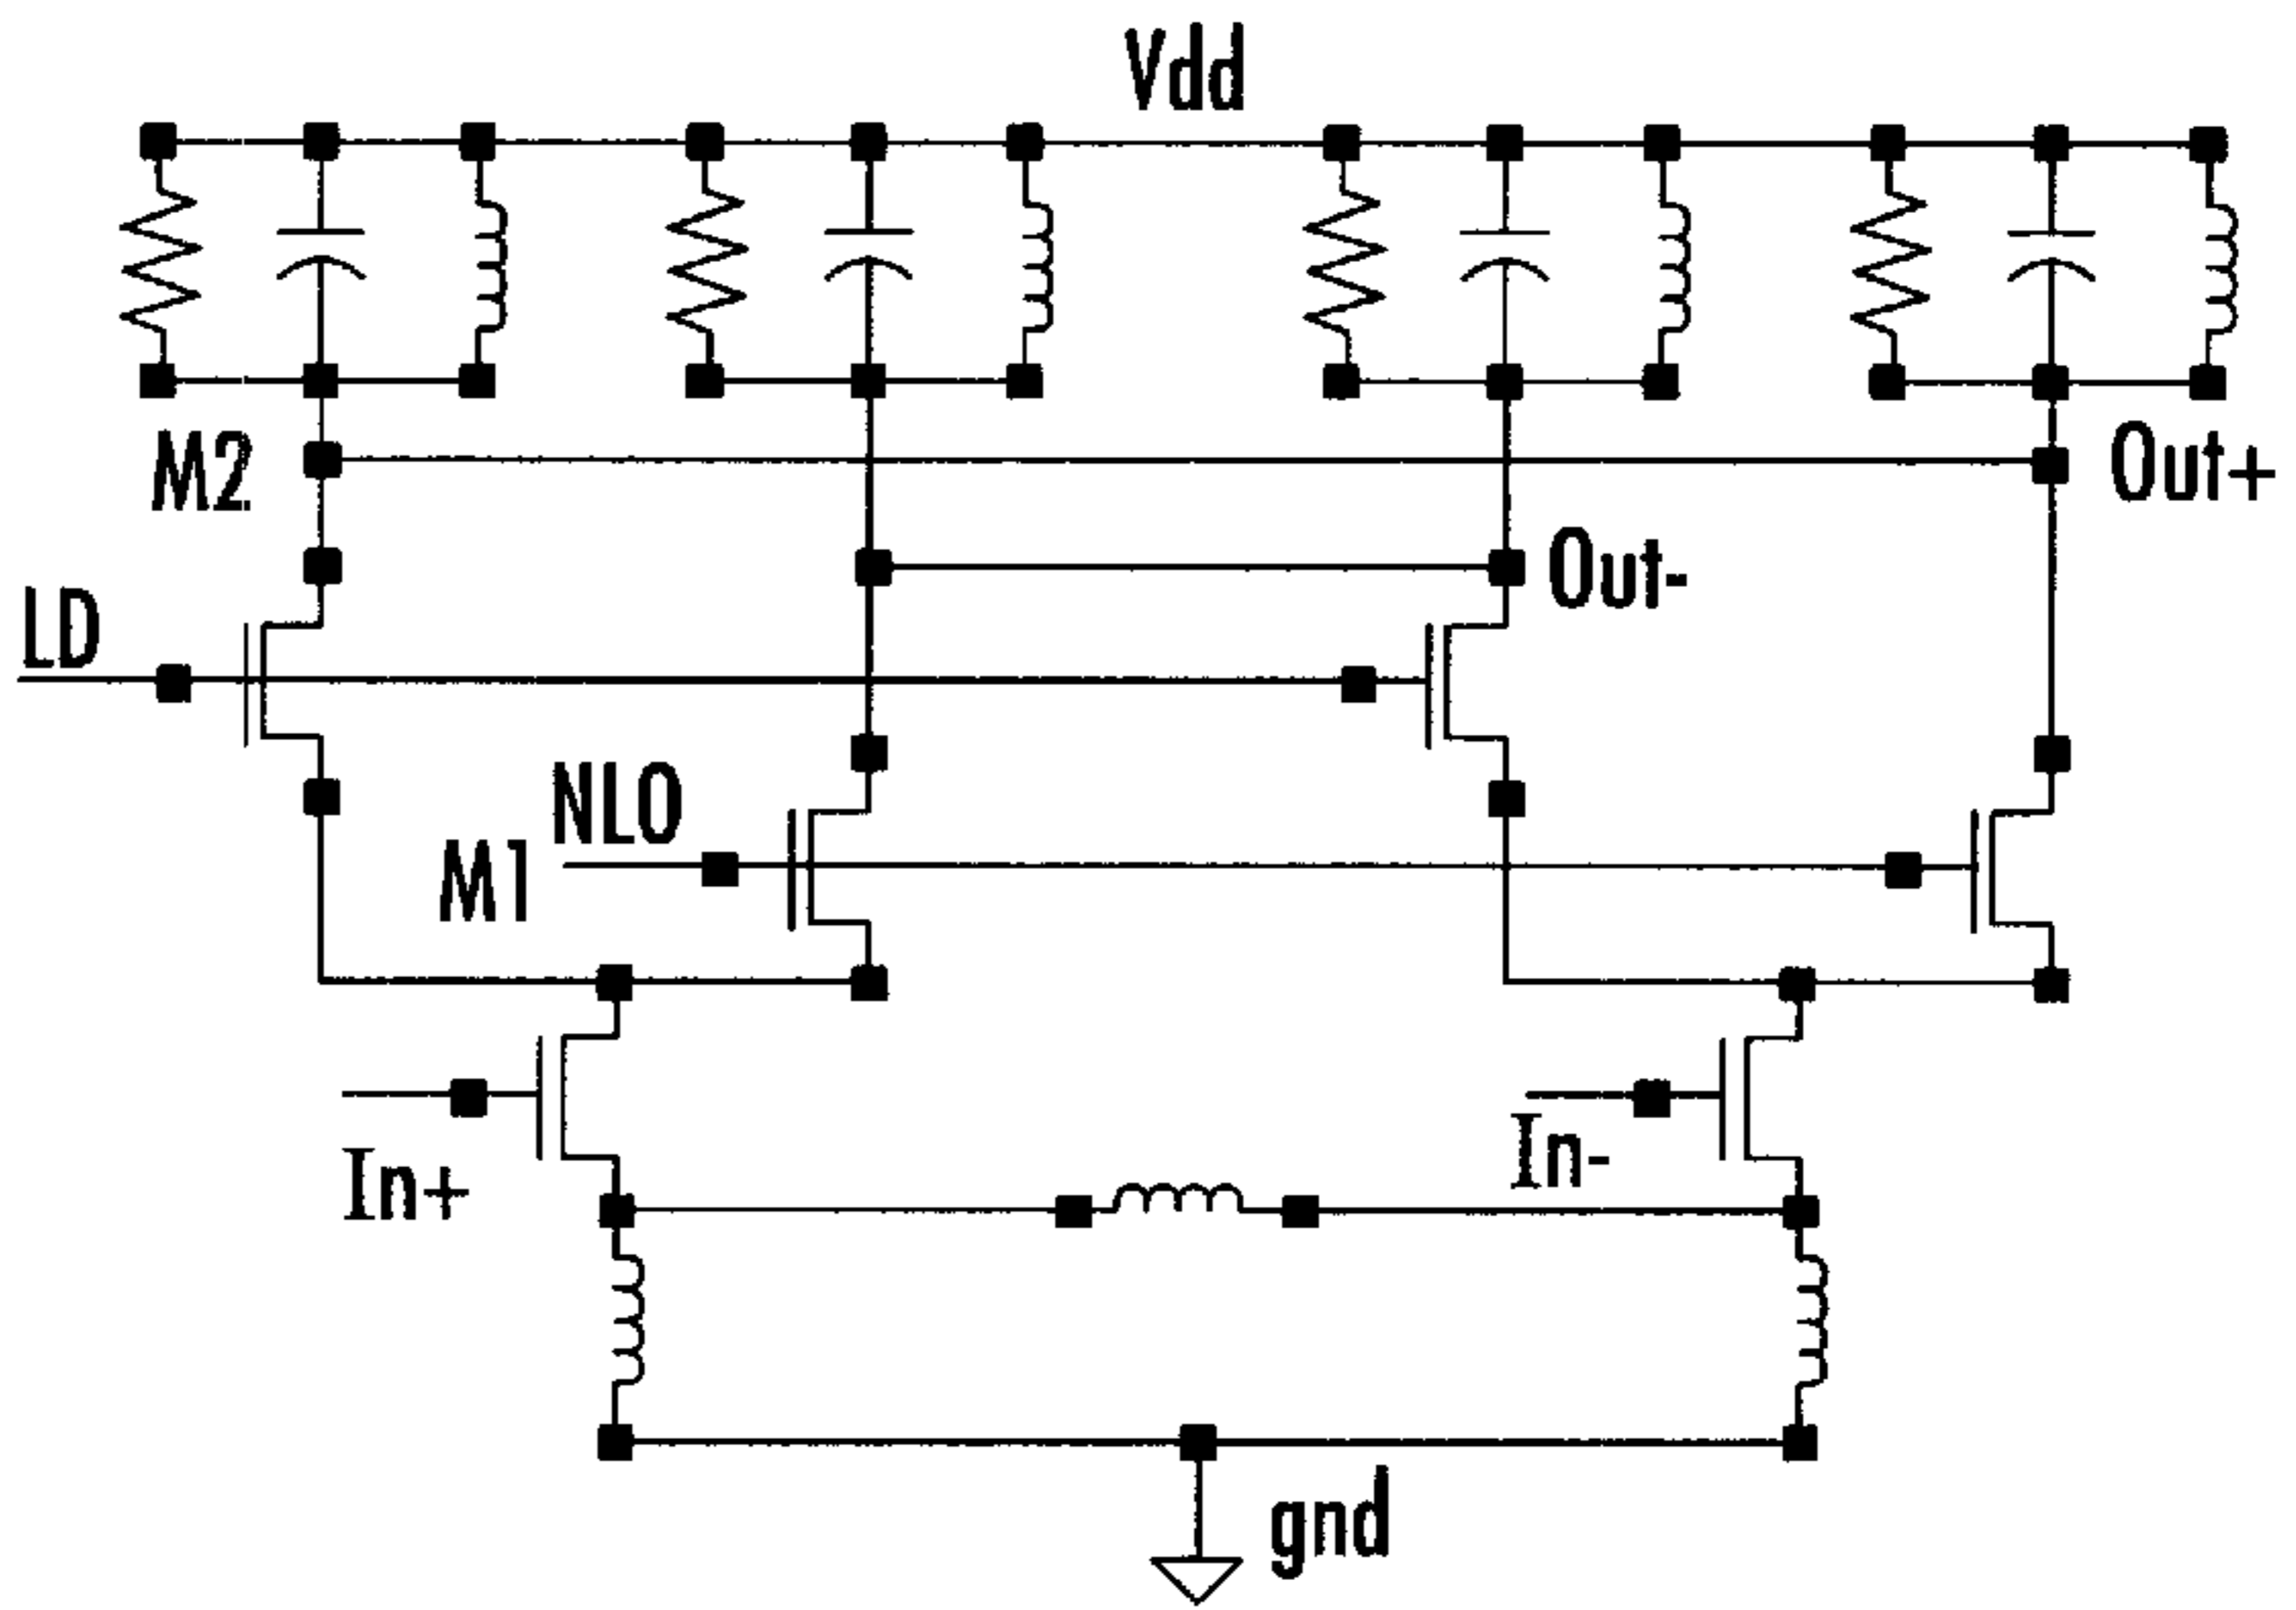 Vdd
M2
Out+
Out-
LD
NLO
M1
In+
In-
gnd